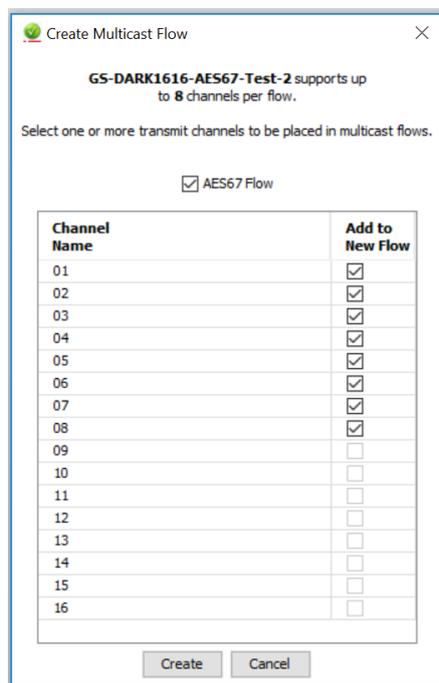 Create Multicast Flow
GS-DARK1616-AES67-Test-2 supports up
to 8 channels per flow.
Select one or more transmit channels to be placed in multicast flows.
AES67 Flow
Channel Name Add to New Flow
01
02
03
04
05
06
07
08
09
10
11
12
13
14
15
16
Create Cancel